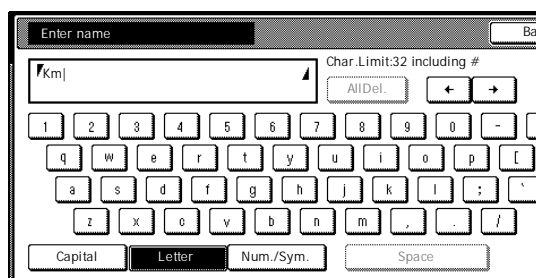 Enter name
Ba
Km
Char.Limit:32 including #
AllDel.
← →
1 2 3 4 5 6 7 8 9 0 -
q w e r t y u i o p [
a s d f g h j k l ; `
z x c v b n m , . /
Capital Letter Num./Sym. Space